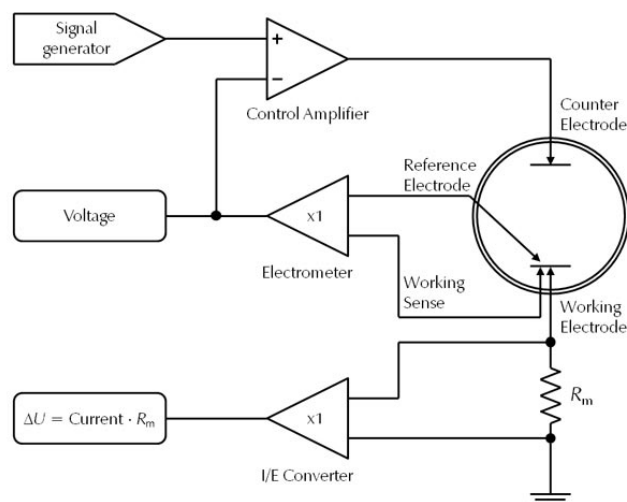 Signal
generator
+
−
Control Amplifier
Counter
Electrode
Reference
Electrode
Voltage
x1
Electrometer
Working
Sense
Working
Electrode
ΔU = Current · Rm
x1
Rm
I/E Converter